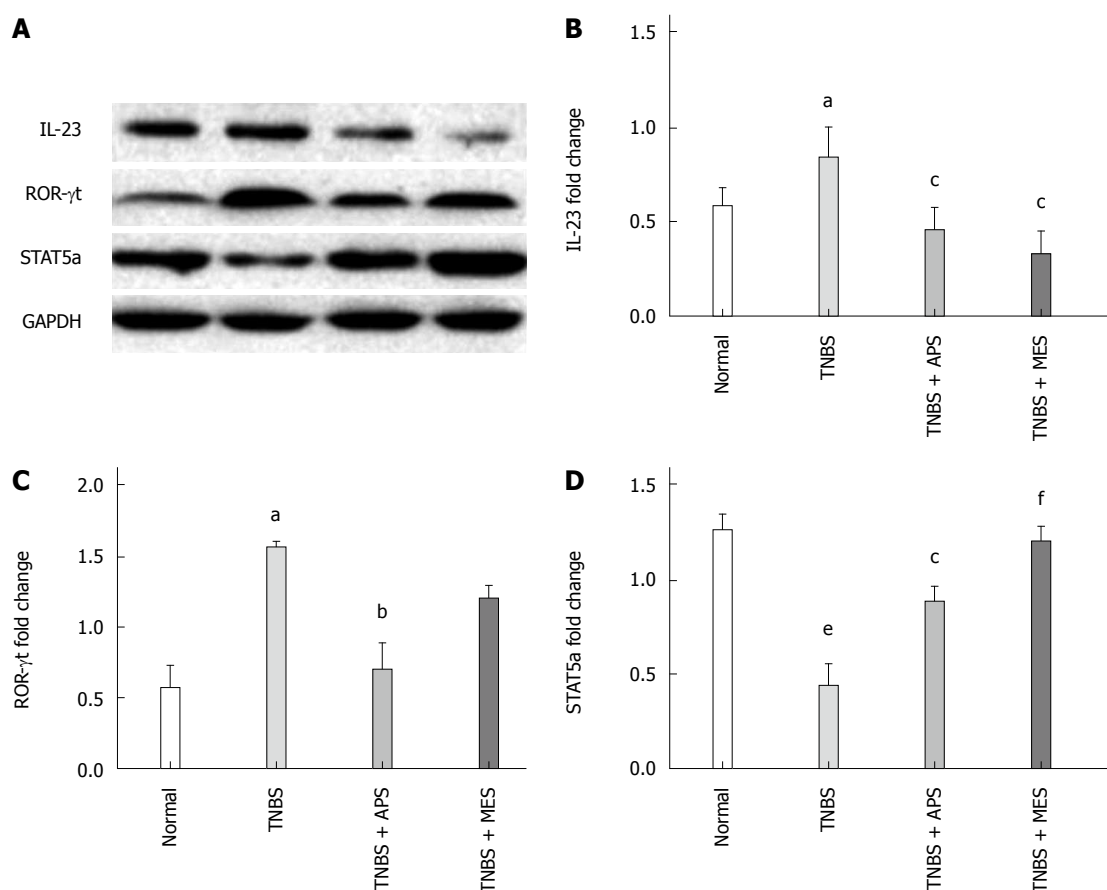 A
IL-23
ROR-γt
STAT5a
GAPDH
B
IL-23 fold change
1.5
1.0
0.5
0.0
a
c
c
Normal
TNBS
TNBS + APS
TNBS + MES
C
ROR-γt fold change
2.0
1.5
1.0
0.5
0.0
a
b
Normal
TNBS
TNBS + APS
TNBS + MES
D
STAT5a fold change
1.5
1.0
0.5
0.0
e
c
f
Normal
TNBS
TNBS + APS
TNBS + MES